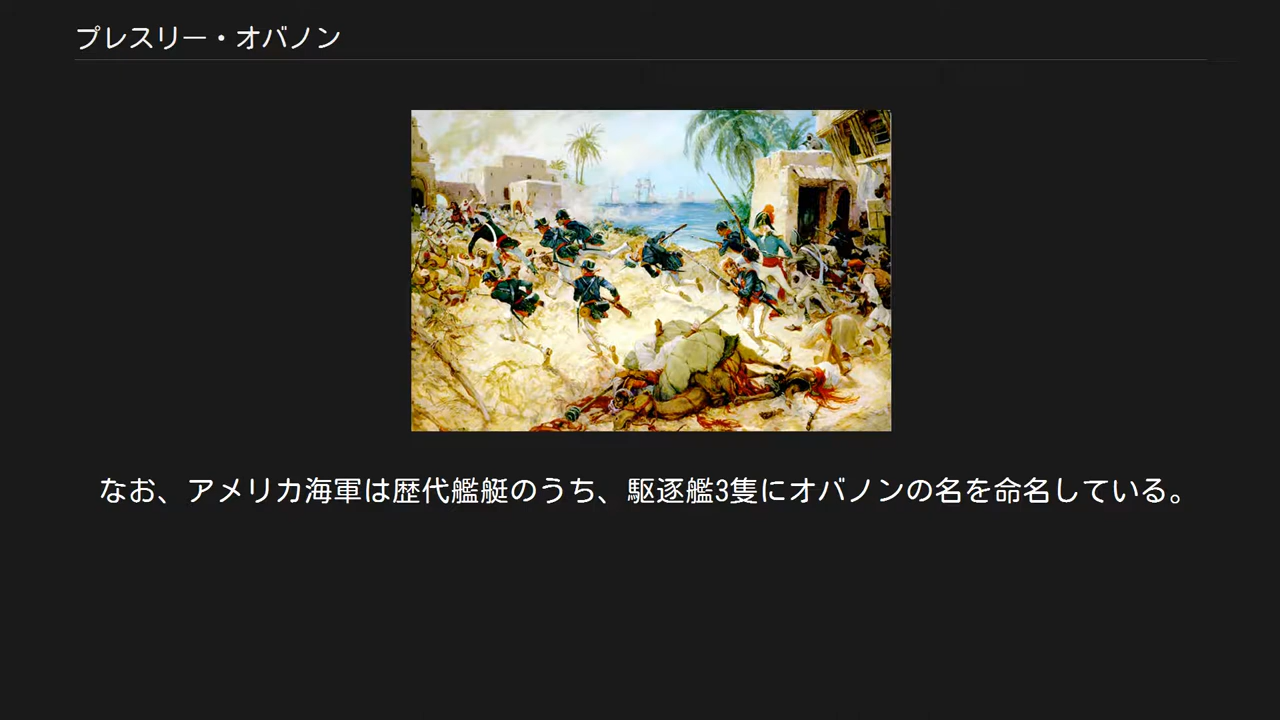 プレスリー・オバノン
なお、アメリカ海軍は歴代艦艇のうち、駆逐艦3隻にオバノンの名を命名している。